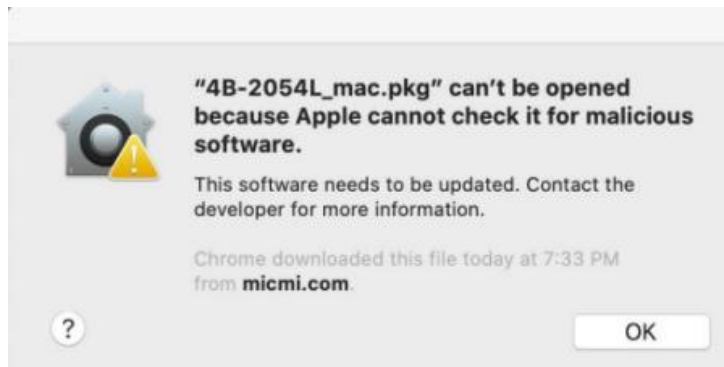 “4B-2054L_mac.pkg” can’t be opened
because Apple cannot check it for malicious
software.
This software needs to be updated. Contact the
developer for more information.
Chrome downloaded this file today at 7:33 PM
from micmi.com.
?
OK